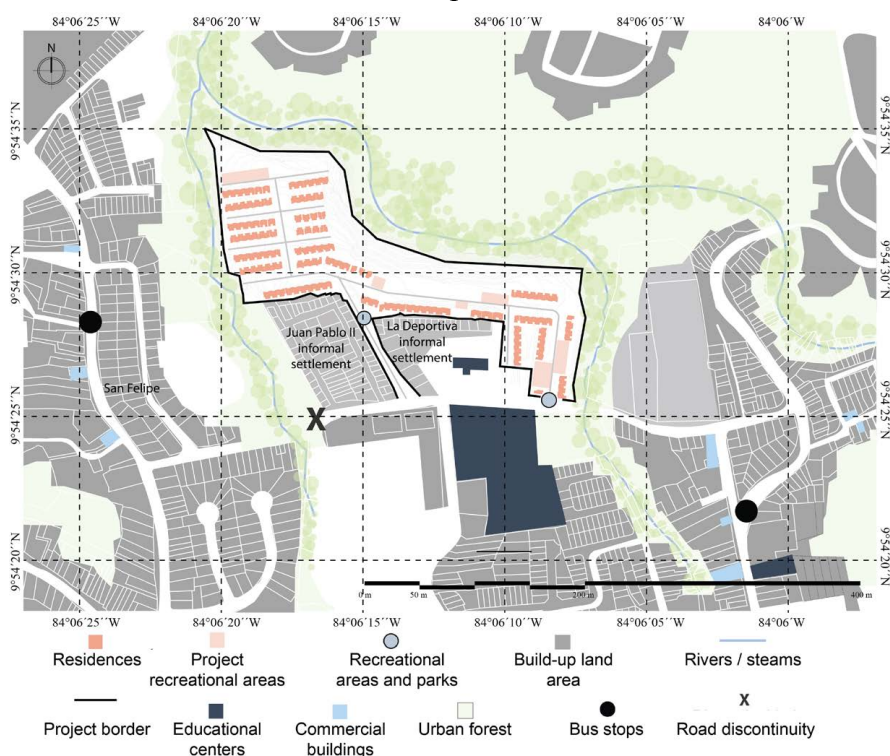 84°06´25´´W 84°06´20´´W 84°06´15´´W 84°06´10´´W 84°06´05´´W 84°06´W
N
9°54´35´´N 9°54´35´´N
9°54´30´´N 9°54´30´´N
Juan Pablo II
informal
settlement
La Deportiva
informal
settlement
San Felipe
9°54´25´´N 9°54´25´´N
X
9°54´20´´N 9°54´20´´N
0 m 50 m 200 m 400 m
84°06´25´´W 84°06´20´´W 84°06´15´´W 84°06´10´´W 84°06´05´´W 84°06´W
Residences
Project
recreational areas
Recreational
areas and parks
Build-up land
area
Rivers / steams
Project border
Educational
centers
Commercial
buildings
Urban forest
Bus stops
X
Road discontinuity